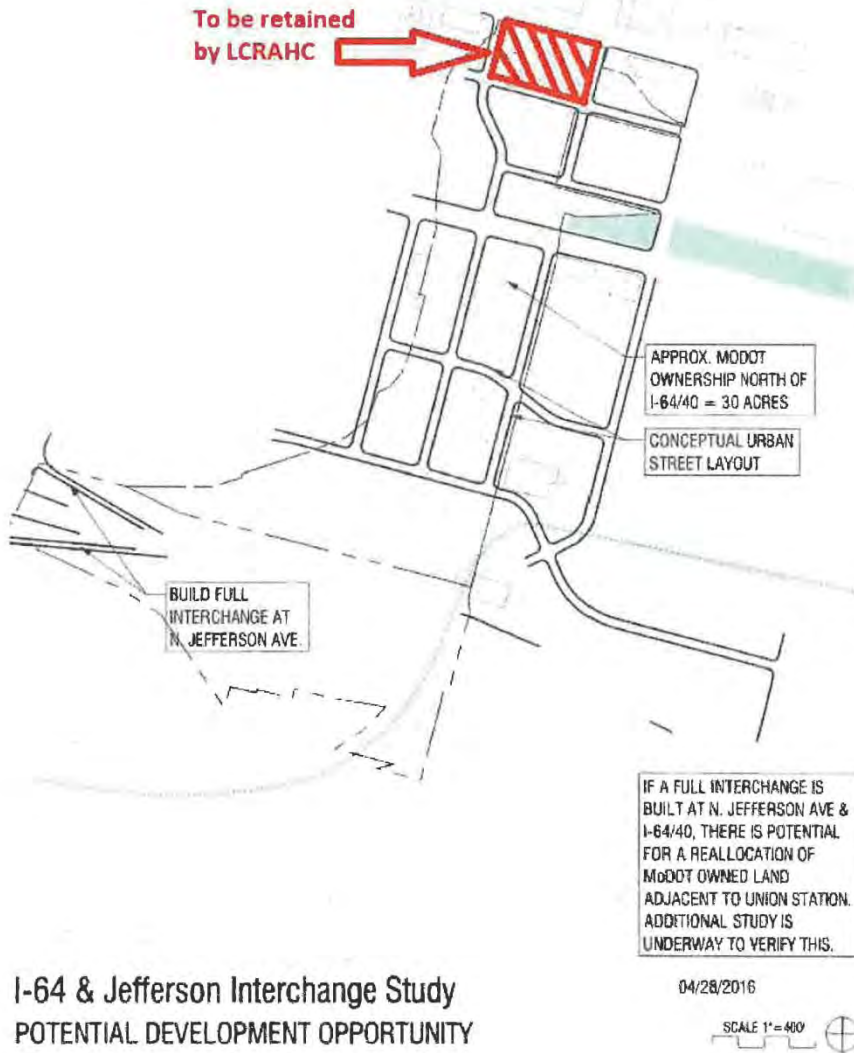 To be retained
by LCRAHC
APPROX. MODOT
OWNERSHIP NORTH OF
I-64/40 = 30 ACRES
CONCEPTUAL URBAN
STREET LAYOUT
BUILD FULL
INTERCHANGE AT
N. JEFFERSON AVE.
IF A FULL INTERCHANGE IS
BUILT AT N. JEFFERSON AVE &
I-64/40, THERE IS POTENTIAL
FOR A REALLOCATION OF
MoDOT OWNED LAND
ADJACENT TO UNION STATION.
ADDITIONAL STUDY IS
UNDERWAY TO VERIFY THIS.
I-64 & Jefferson Interchange Study
POTENTIAL DEVELOPMENT OPPORTUNITY
04/28/2016
SCALE 1"=400'